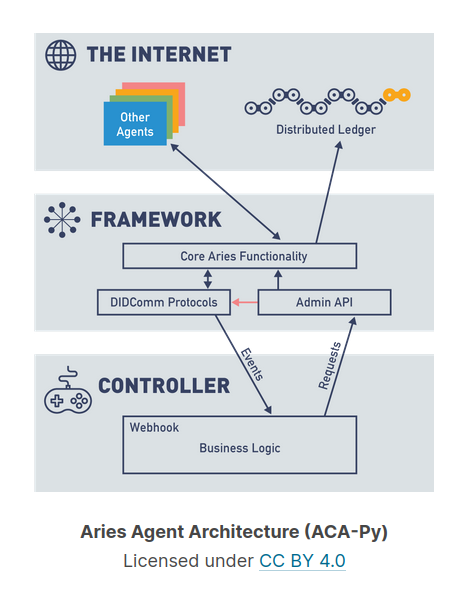 THE INTERNET
Other
Agents
Distributed Ledger
FRAMEWORK
Core Aries Functionality
DIDComm Protocols
Admin API
Events
Requests
CONTROLLER
Webhook
Business Logic
Aries Agent Architecture (ACA-Py)
Licensed under CC BY 4.0